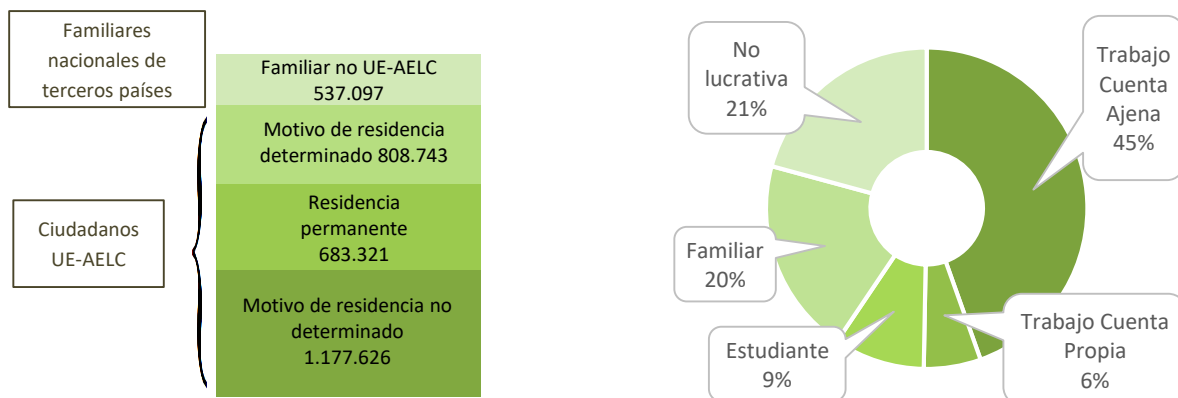 Familiares
nacionales de
terceros países
Familiar no UE-AELC
537.097
Motivo de residencia
determinado 808.743
Residencia
permanente
683.321
Motivo de residencia no
determinado
1.177.626
Ciudadanos
UE-AELC
No
lucrativa
21%
Trabajo
Cuenta
Ajena
45%
Familiar
20%
Estudiante
9%
Trabajo Cuenta
Propia
6%